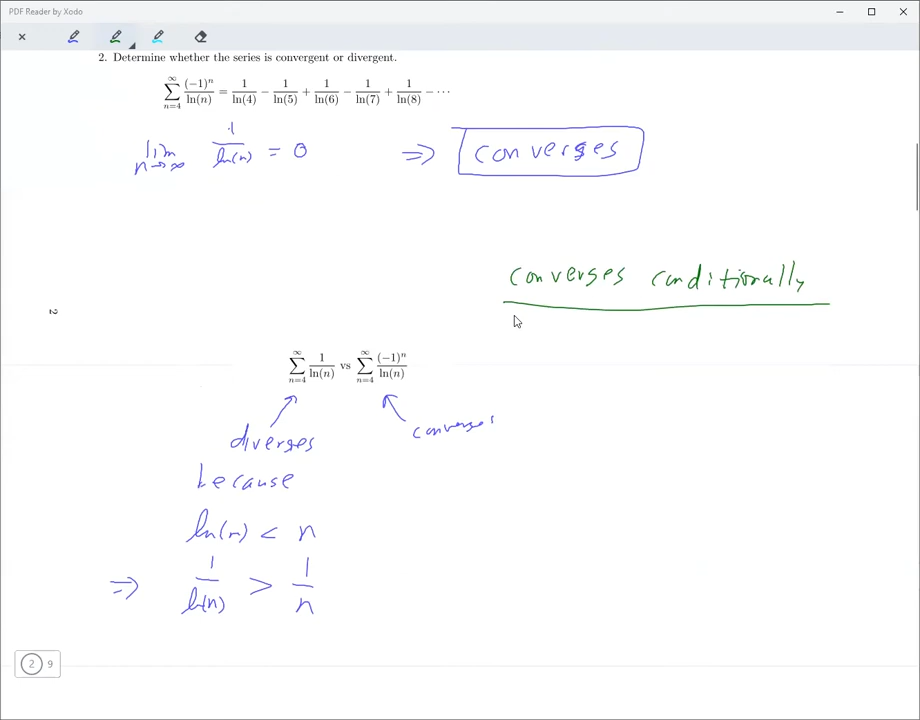 PDF Reader by Xodo
2. Determine whether the series is convergent or divergent.
∞∑n=4 (-1)ⁿ/ln(n) = 1/ln(4) − 1/ln(5) + 1/ln(6) − 1/ln(7) + 1/ln(8) − ⋯
lim n→∞ 1/ln(n) = 0 ⇒ converges
converges conditionally
2
∞∑n=4 1/ln(n) vs ∞∑n=4 (-1)ⁿ/ln(n)
diverges converges
because
ln(n) < n
⇒ 1/ln(n) > 1/n
2 9